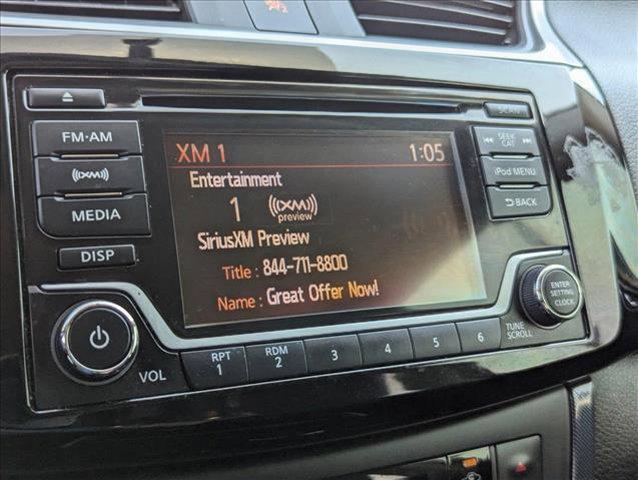 SCAN
FM·AM
SEEK
CAT
XM 1 1:05
Entertainment
((XM))
1 ((XM))
preview
iPod MENU
MEDIA
BACK
SiriusXM Preview
DISP
Title : 844-711-8800
Name : Great Offer Now!
ENTER
SETTING
CLOCK
VOL
RPT
1
RDM
2
3
4
5
6
TUNE
SCROLL